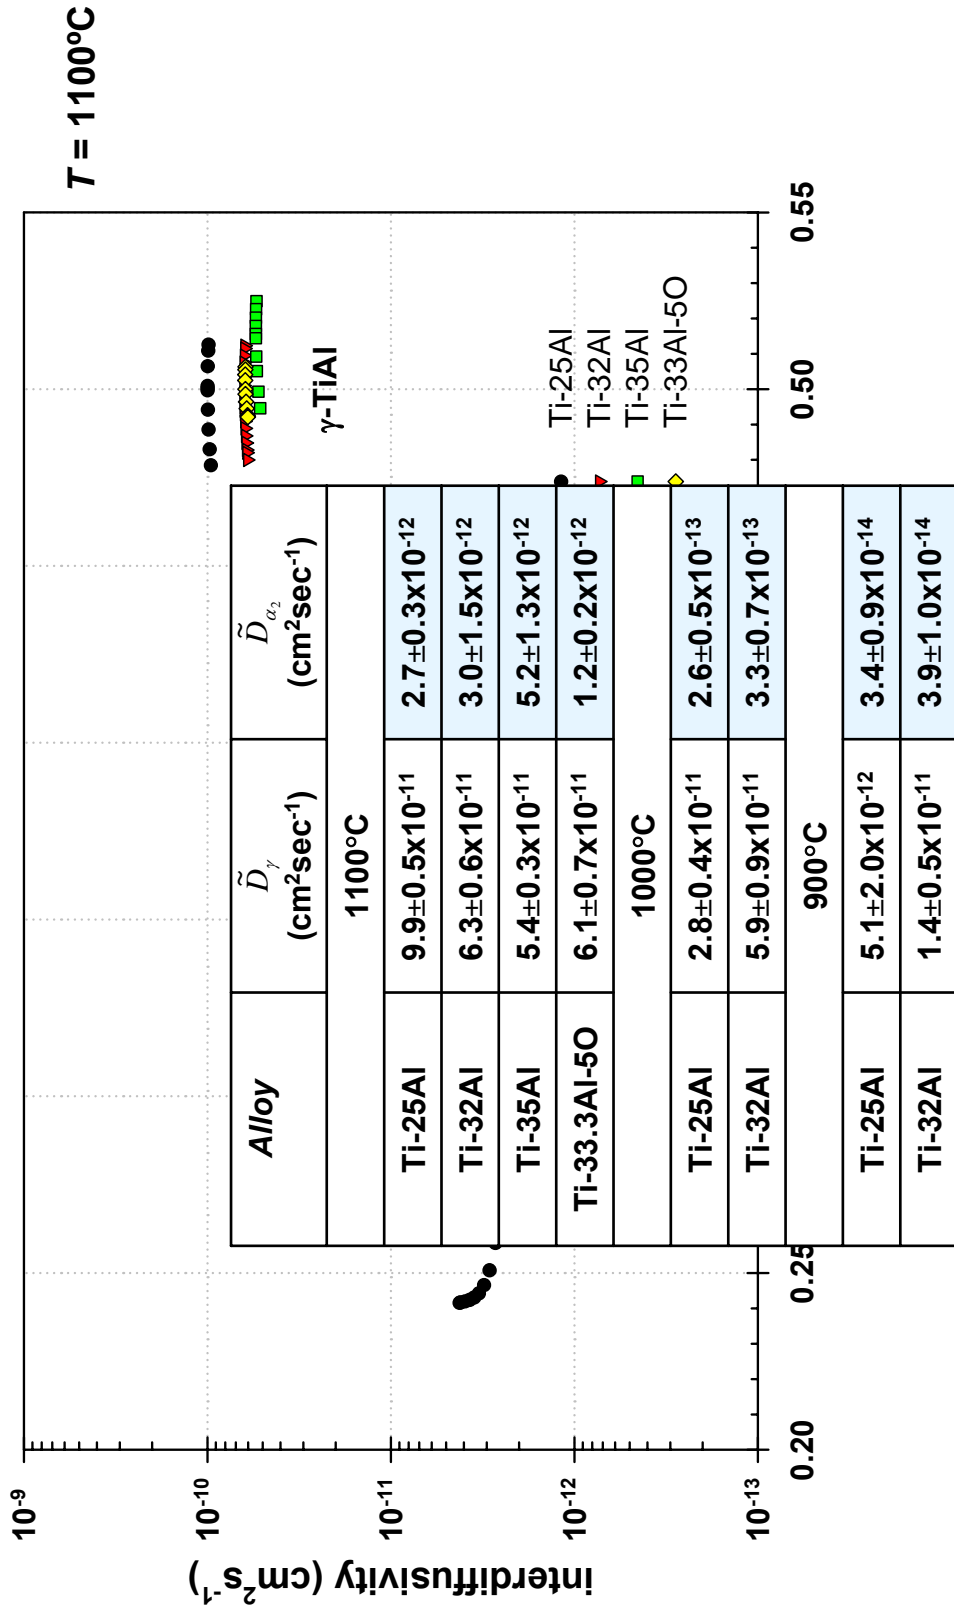 T = 1100ºC
interdiffusivity (cm²s⁻¹)
10⁻⁹
10⁻¹⁰
10⁻¹¹
10⁻¹²
10⁻¹³
0.20
0.25
0.50
0.55
γ-TiAl
Ti-25Al
Ti-32Al
Ti-35Al
Ti-33Al-5O
Alloy D̃γ (cm²sec⁻¹) D̃α₂ (cm²sec⁻¹)
1100°C
Ti-25Al 9.9±0.5x10⁻¹¹ 2.7±0.3x10⁻¹²
Ti-32Al 6.3±0.6x10⁻¹¹ 3.0±1.5x10⁻¹²
Ti-35Al 5.4±0.3x10⁻¹¹ 5.2±1.3x10⁻¹²
Ti-33.3Al-5O 6.1±0.7x10⁻¹¹ 1.2±0.2x10⁻¹²
1000°C
Ti-25Al 2.8±0.4x10⁻¹¹ 2.6±0.5x10⁻¹³
Ti-32Al 5.9±0.9x10⁻¹¹ 3.3±0.7x10⁻¹³
900°C
Ti-25Al 5.1±2.0x10⁻¹² 3.4±0.9x10⁻¹⁴
Ti-32Al 1.4±0.5x10⁻¹¹ 3.9±1.0x10⁻¹⁴